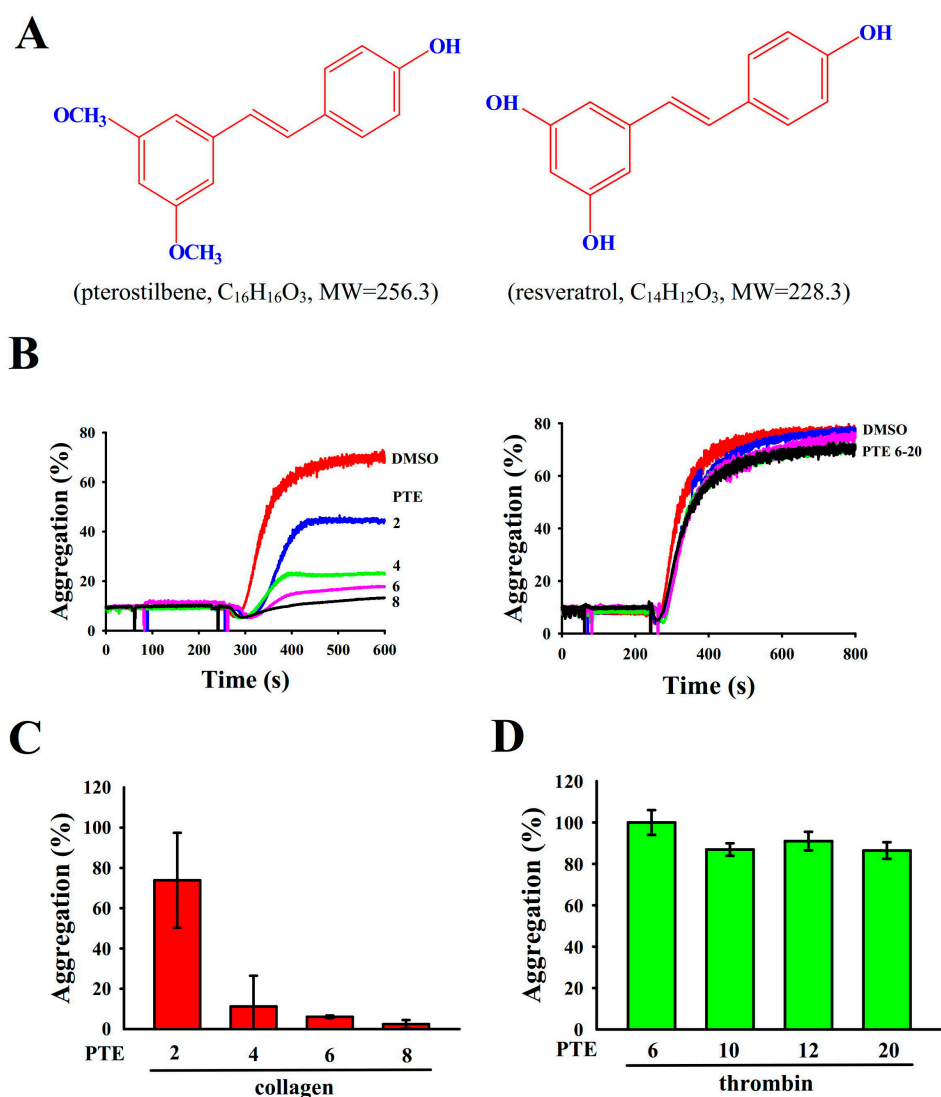 A
OH
OCH₃
OCH₃
(pterostilbene, C₁₆H₁₆O₃, MW=256.3)
OH
OH
OH
(resveratrol, C₁₄H₁₂O₃, MW=228.3)
B
Aggregation (%)
80
60
40
20
0
DMSO
PTE
2
4
6
8
0 100 200 300 400 500 600
Time (s)
Aggregation (%)
80
60
40
20
0
DMSO
PTE 6-20
0 200 400 600 800
Time (s)
C
Aggregation (%)
120
100
80
60
40
20
0
PTE 2 4 6 8
collagen
D
Aggregation (%)
120
100
80
60
40
20
0
PTE 6 10 12 20
thrombin